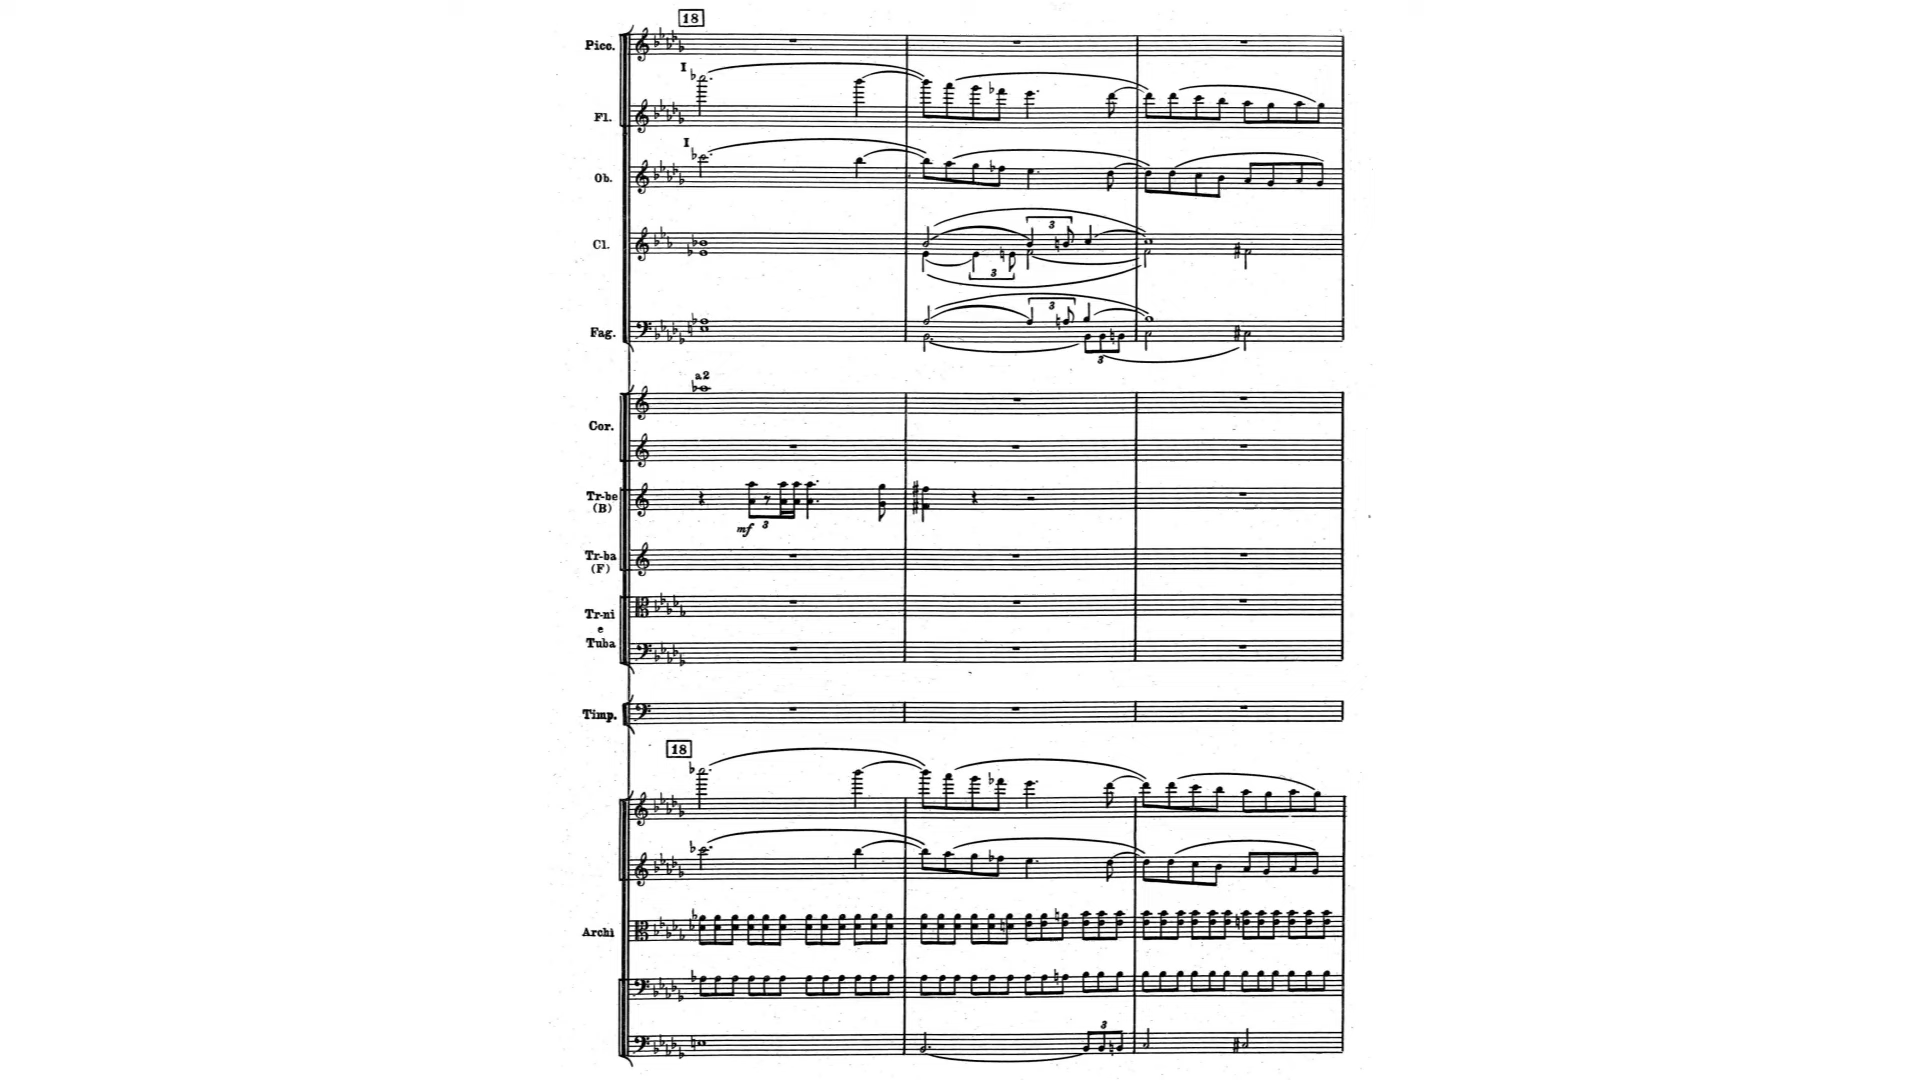 18
Picc.
I
Fl.
I
Ob.
3
Cl.
3
3
Fag.
3
a2
Cor.
Tr-be
(B)
mf 3
Tr-ba
(F)
Tr-ni
e
Tuba
Timp.
18
Archi
3